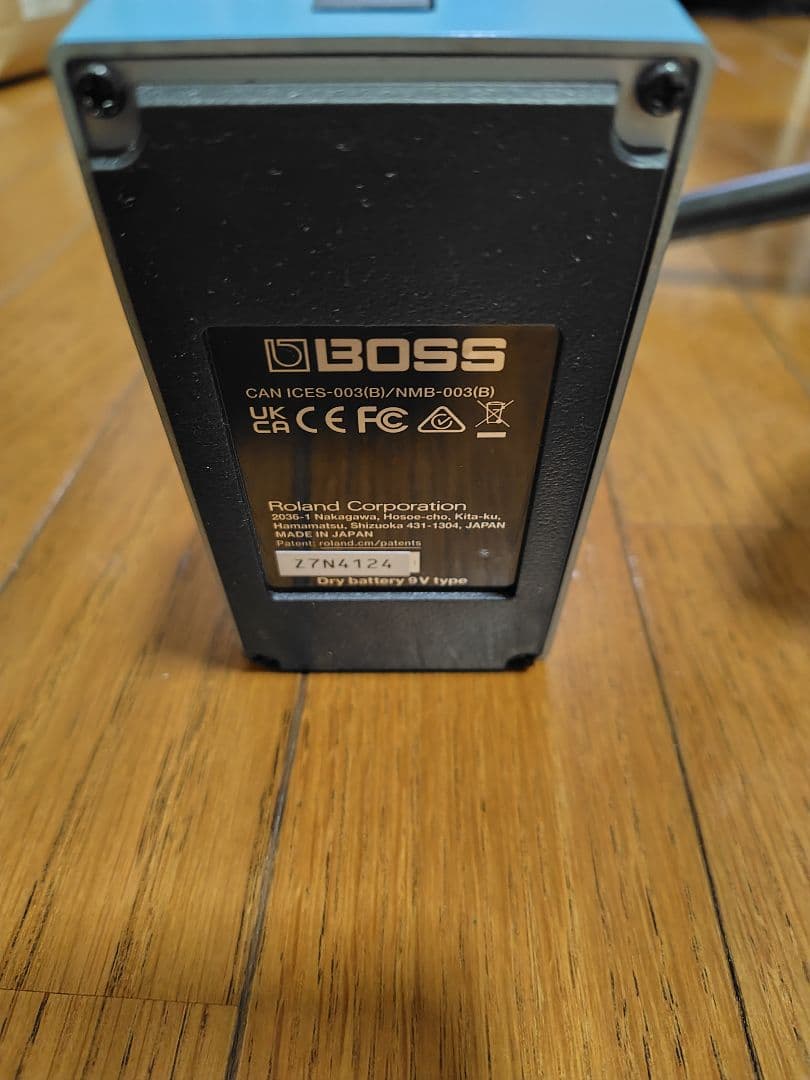 BOSS
CAN ICES-003(B)/NMB-003(B)
UK CA CE FC
Roland Corporation
2036-1 Nakagawa, Hosoe-cho, Kita-ku,
Hamamatsu, Shizuoka 431-1304, JAPAN
MADE IN JAPAN
Patent: roland.cm/patents
Z7N4124
Dry battery 9V type